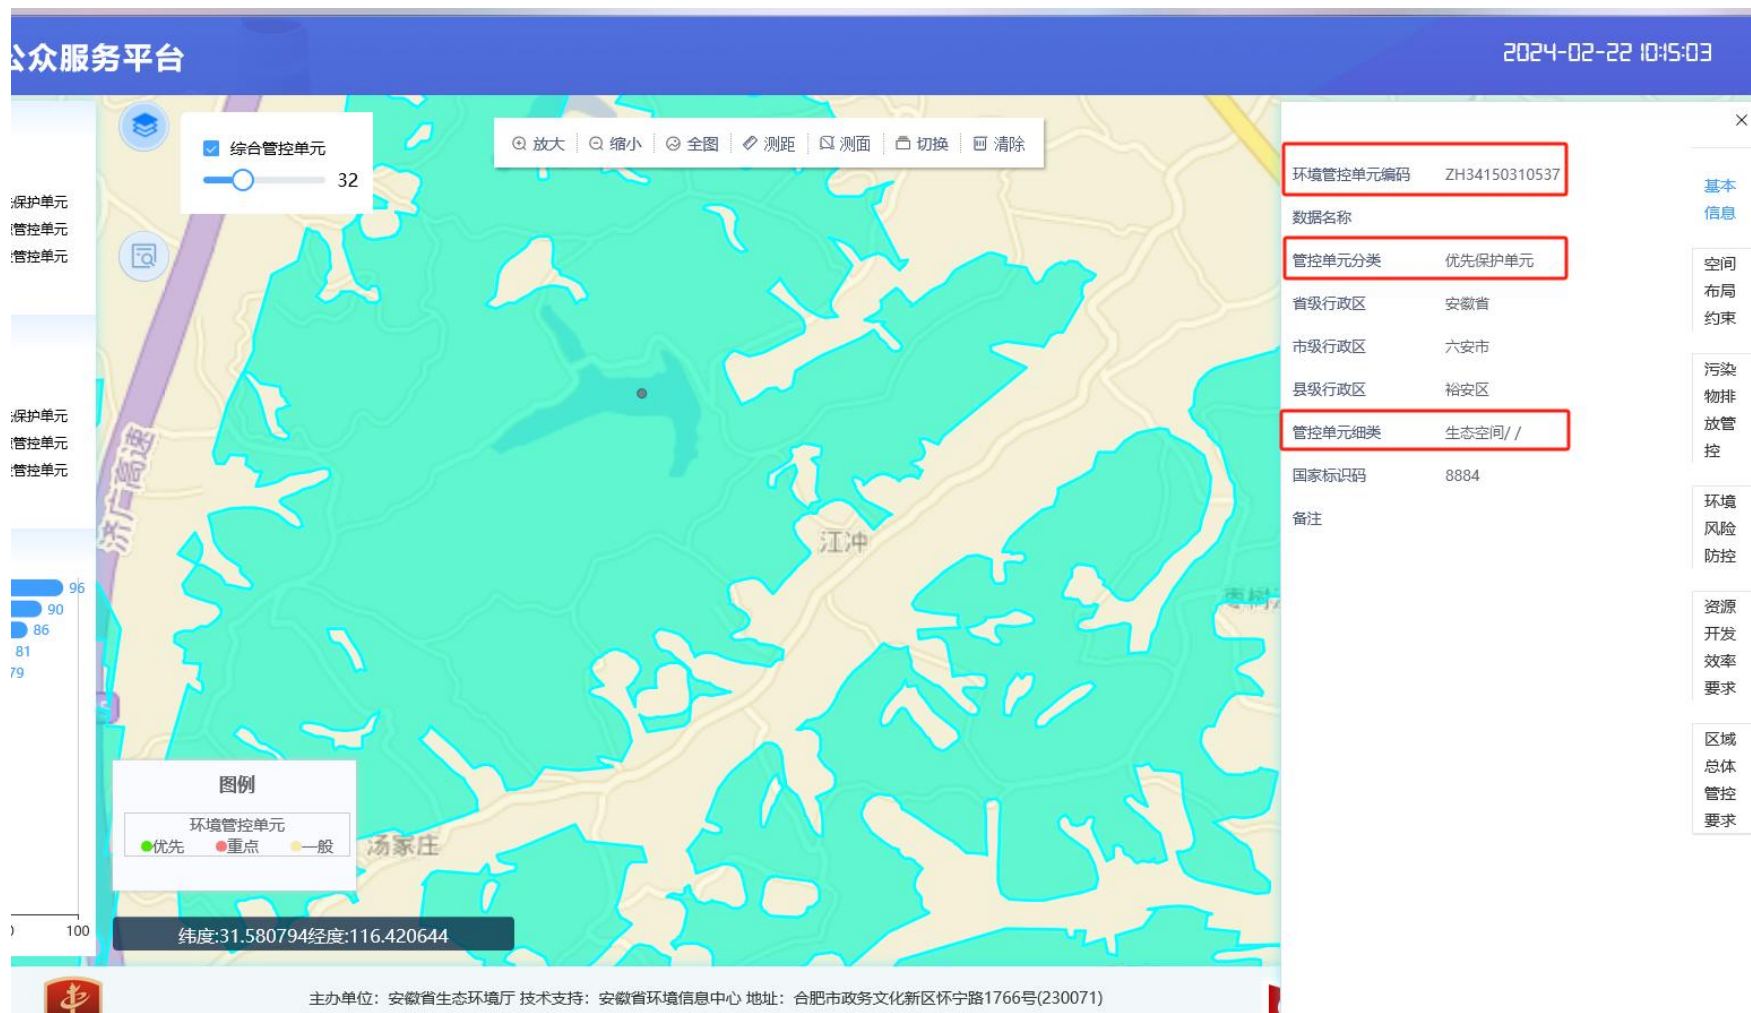 公众服务平台
2024-02-22 10:15:03
综合管控单元
32
放大 缩小 全图 测距 测面 切换 清除
保护单元
管控单元
管控单元
保护单元
管控单元
管控单元
96
90
86
81
79
100
济广高速
江冲
枣树
汤家庄
图例
环境管控单元
优先 重点 一般
纬度:31.580794经度:116.420644
环境管控单元编码 ZH34150310537
数据名称
管控单元分类 优先保护单元
省级行政区 安徽省
市级行政区 六安市
县级行政区 裕安区
管控单元细类 生态空间/ /
国家标识码 8884
备注
基本
信息
空间
布局
约束
污染
物排
放管
控
环境
风险
防控
资源
开发
效率
要求
区域
总体
管控
要求
主办单位：安徽省生态环境厅 技术支持：安徽省环境信息中心 地址：合肥市政务文化新区怀宁路1766号(230071)